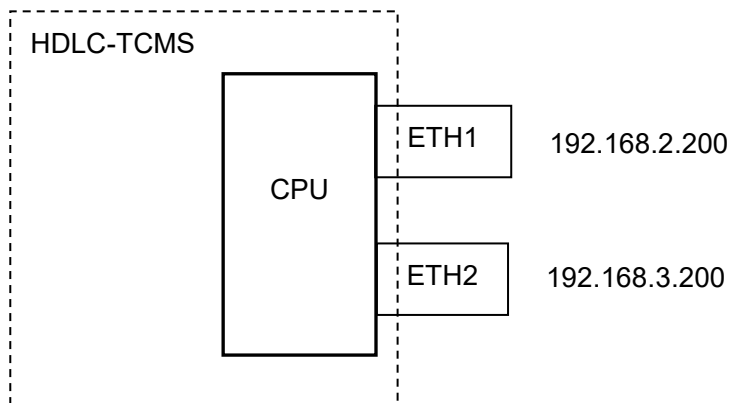 HDLC-TCMS
ETH1
192.168.2.200
CPU
ETH2
192.168.3.200